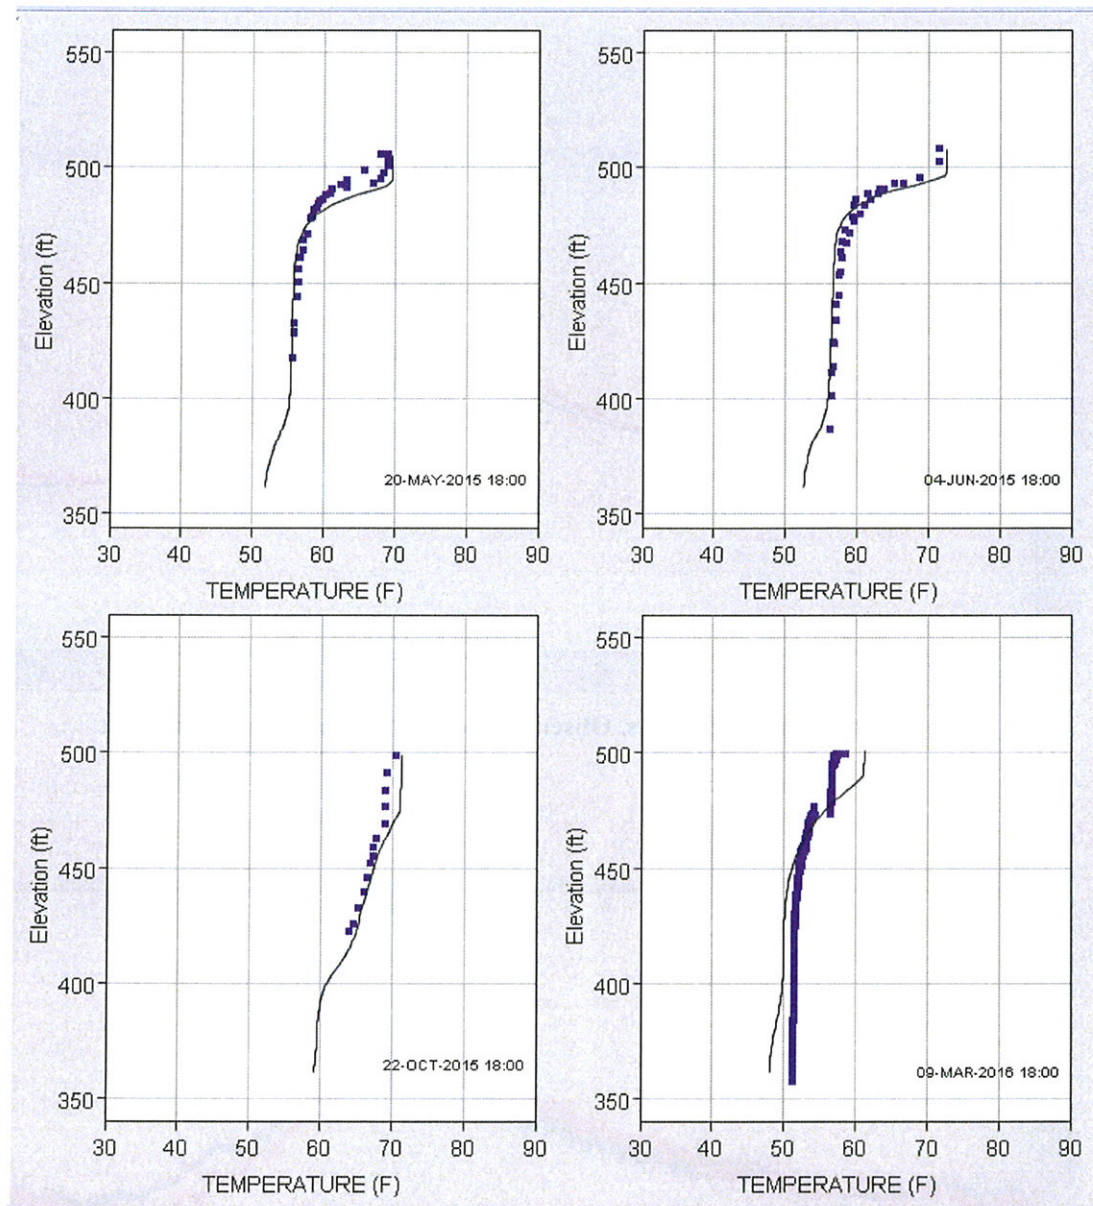 550
500
450
400
350
Elevation (ft)
20-MAY-2015 18:00
30 40 50 60 70 80 90
TEMPERATURE (F)
550
500
450
400
350
Elevation (ft)
04-JUN-2015 18:00
30 40 50 60 70 80 90
TEMPERATURE (F)
550
500
450
400
350
Elevation (ft)
22-OCT-2015 18:00
30 40 50 60 70 80 90
TEMPERATURE (F)
550
500
450
400
350
Elevation (ft)
09-MAR-2016 18:00
30 40 50 60 70 80 90
TEMPERATURE (F)